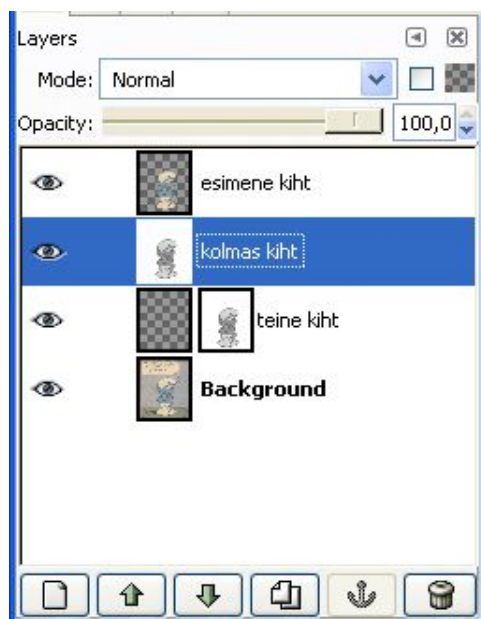 Layers
Mode: Normal
Opacity: 100,0
esimene kiht
kolmas kiht
teine kiht
Background